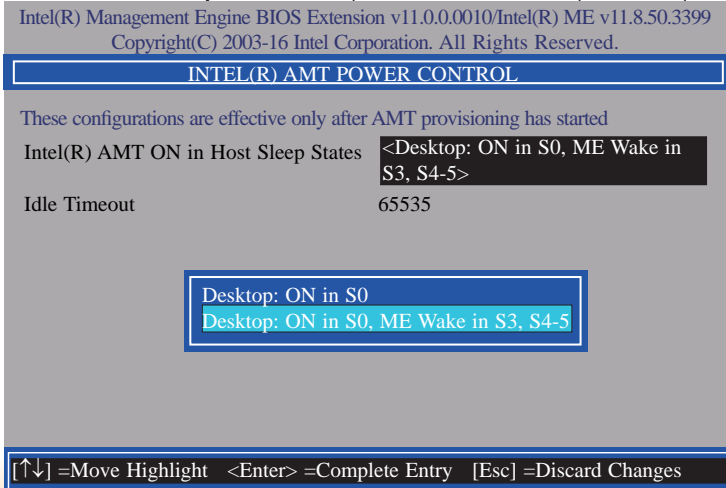 Intel(R) Management Engine BIOS Extension v11.0.0.0010/Intel(R) ME v11.8.50.3399
Copyright(C) 2003-16 Intel Corporation. All Rights Reserved.
INTEL(R) AMT POWER CONTROL
These configurations are effective only after AMT provisioning has started
Intel(R) AMT ON in Host Sleep States <Desktop: ON in S0, ME Wake in
S3, S4-5>
Idle Timeout 65535
Desktop: ON in S0
Desktop: ON in S0, ME Wake in S3, S4-5
[↑↓] =Move Highlight <Enter> =Complete Entry [Esc] =Discard Changes